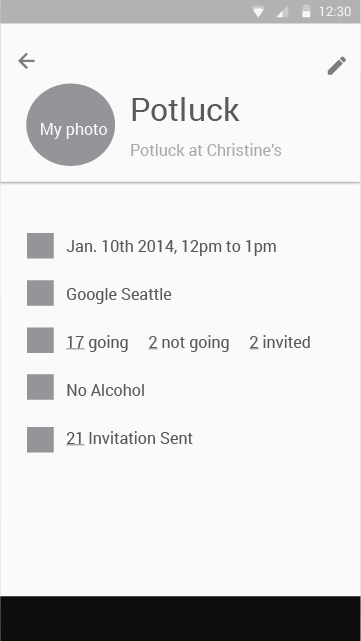 12:30
My photo
Potluck
Potluck at Christine's
Jan. 10th 2014, 12pm to 1pm
Google Seattle
17 going 2 not going 2 invited
No Alcohol
21 Invitation Sent